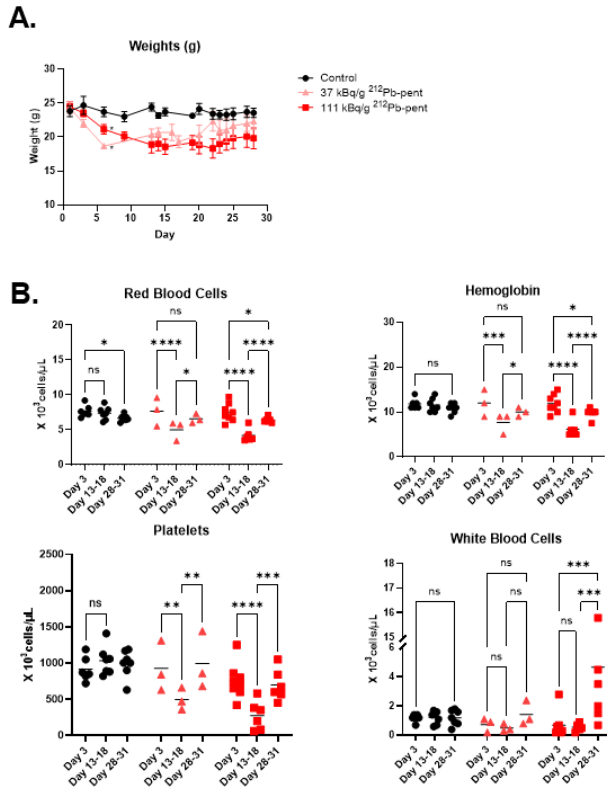 A.
Weights (g)
Control
37 kBq/g ²¹²Pb-pent
111 kBq/g ²¹²Pb-pent
Weight (g)
30
25
20
15
10
*
*
0 5 10 15 20 25 30
Day
B.
Red Blood Cells
X 10³cells/µL
20
15
10
5
0
*
ns
ns
****
*
*
****
****
Day 3
Day 13-18
Day 28-31
Day 3
Day 13-18
Day 28-31
Day 3
Day 13-18
Day 28-31
Hemoglobin
X 10³cells/µL
30
20
10
0
ns
ns
***
*
*
****
****
Day 3
Day 13-18
Day 28-31
Day 3
Day 13-18
Day 28-31
Day 3
Day 13-18
Day 28-31
Platelets
X 10³cells/µL
2500
2000
1500
1000
500
0
ns
**
**
****
***
Day 3
Day 13-18
Day 28-31
Day 3
Day 13-18
Day 28-31
Day 3
Day 13-18
Day 28-31
White Blood Cells
X 10³cells/µL
18
16
14
12
10
8
6
4
2
0
ns
ns
ns
ns
***
***
ns
Day 3
Day 13-18
Day 28-31
Day 3
Day 13-18
Day 28-31
Day 3
Day 13-18
Day 28-31